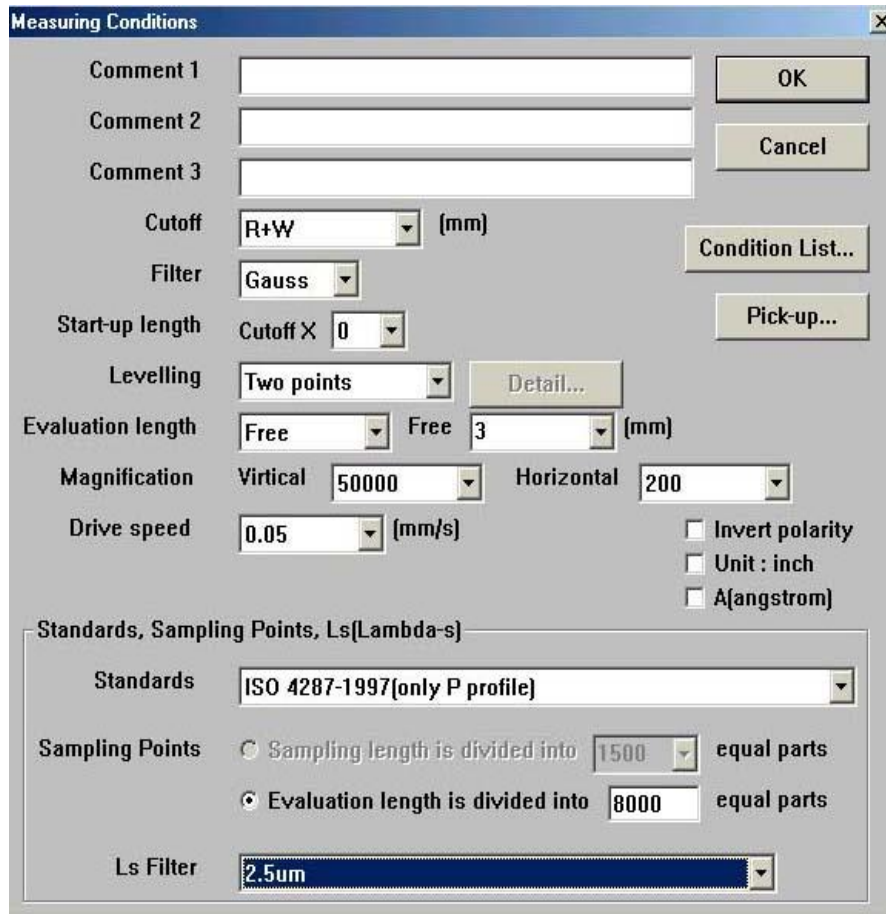 Measuring Conditions
Comment 1
OK
Comment 2
Cancel
Comment 3
Cutoff R+W (mm)
Condition List...
Filter Gauss
Pick-up...
Start-up length Cutoff X 0
Levelling Two points Detail...
Evaluation length Free Free 3 (mm)
Magnification Virtical 50000 Horizontal 200
Drive speed 0.05 (mm/s)
Invert polarity
Unit : inch
A(angstrom)
Standards, Sampling Points, Ls(Lambda-s)
Standards ISO 4287-1997(only P profile)
Sampling Points Sampling length is divided into 1500 equal parts
Evaluation length is divided into 8000 equal parts
Ls Filter 2.5um